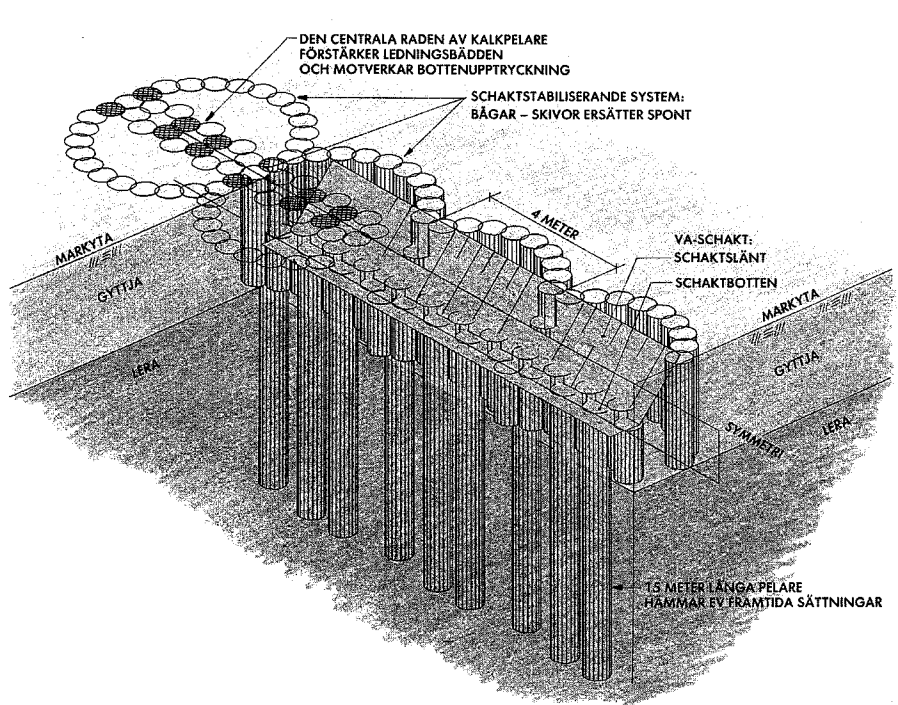 DEN CENTRALA RADEN AV KALKPELARE
FÖRSTÄRKER LEDNINGSBÄDDEN
OCH MOTVERKAR BOTTENUPPTRYCKNING
SCHAKTSTABILISERANDE SYSTEM:
BÅGAR – SKIVOR ERSÄTTER SPONT
4 METER
VA-SCHAKT:
SCHAKTSLÄNT
SCHAKTBOTTEN
MARKYTA
GYTTJA
LERA
MARKYTA
GYTTJA
LERA
SYMMETRI
15 METER LÅNGA PELARE
HÄMMAR EV FRAMTIDA SÄTTNINGAR